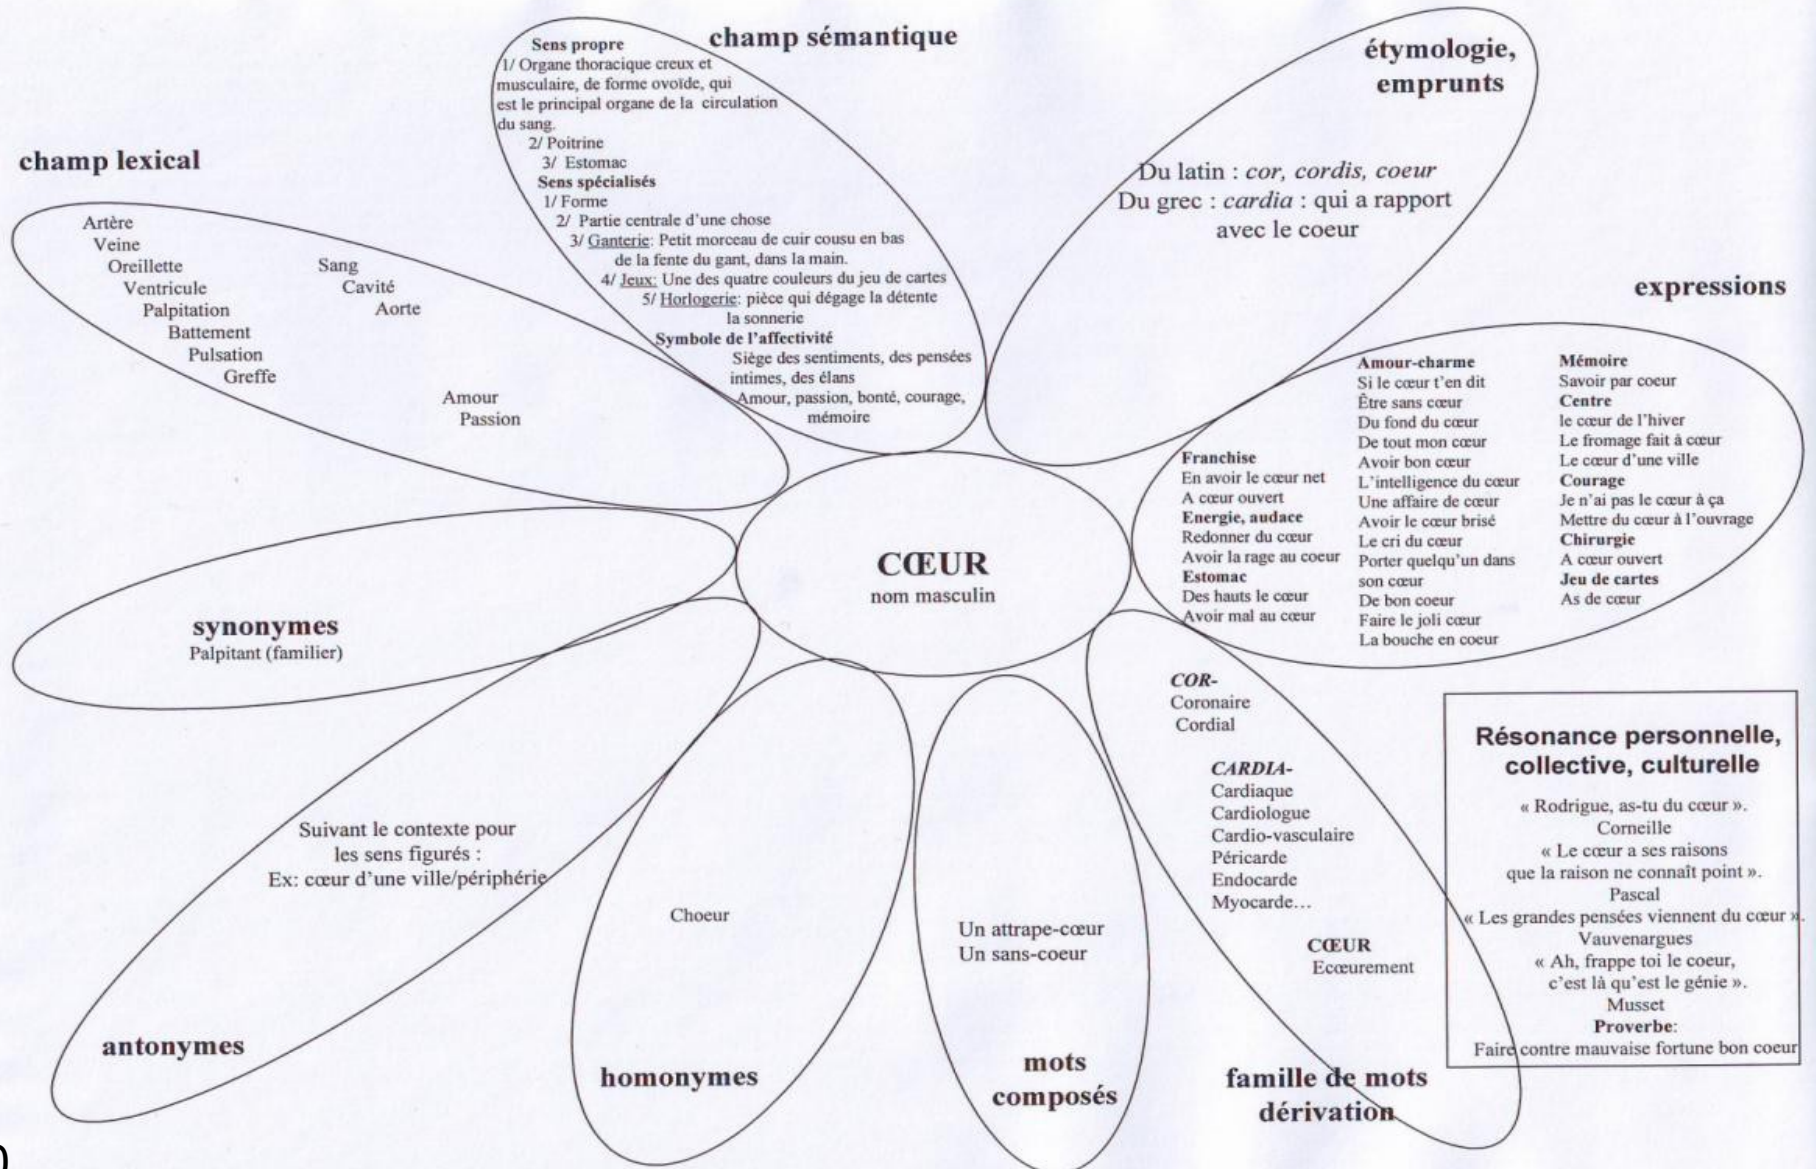 champ sémantique
Sens propre
1/ Organe thoracique creux et
musculaire, de forme ovoïde, qui
est le principal organe de la circulation
du sang.
2/ Poitrine
3/ Estomac
Sens spécialisés
1/ Forme
2/ Partie centrale d'une chose
3/ Ganterie: Petit morceau de cuir cousu en bas
de la fente du gant, dans la main.
4/ Jeux: Une des quatre couleurs du jeu de cartes
5/ Horlogerie: pièce qui dégage la détente
la sonnerie
Symbole de l'affectivité
Siège des sentiments, des pensées
intimes, des élans
Amour, passion, bonté, courage,
mémoire
étymologie,
emprunts
Du latin : cor, cordis, coeur
Du grec : cardia : qui a rapport
avec le coeur
champ lexical
Artère
Veine
Oreillette
Ventricule
Palpitation
Battement
Pulsation
Greffe
Sang
Cavité
Aorte
Amour
Passion
expressions
Franchise
En avoir le cœur net
A cœur ouvert
Energie, audace
Redonner du cœur
Avoir la rage au coeur
Estomac
Des hauts le cœur
Avoir mal au cœur
Amour-charme
Si le cœur t'en dit
Être sans cœur
Du fond du cœur
De tout mon cœur
Avoir bon cœur
L'intelligence du cœur
Une affaire de cœur
Avoir le cœur brisé
Le cri du cœur
Porter quelqu'un dans
son cœur
De bon coeur
Faire le joli cœur
La bouche en coeur
Mémoire
Savoir par coeur
Centre
le cœur de l'hiver
Le fromage fait à cœur
Le cœur d'une ville
Courage
Je n'ai pas le cœur à ça
Mettre du cœur à l'ouvrage
Chirurgie
A cœur ouvert
Jeu de cartes
As de cœur
CŒUR
nom masculin
synonymes
Palpitant (familier)
Suivant le contexte pour
les sens figurés :
Ex: cœur d'une ville/périphérie
antonymes
Choeur
homonymes
Un attrape-cœur
Un sans-coeur
mots
composés
COR-
Coronaire
Cordial
CARDIA-
Cardiaque
Cardiologue
Cardio-vasculaire
Péricarde
Endocarde
Myocarde…
CŒUR
Ecœurement
famille de mots
dérivation
Résonance personnelle,
collective, culturelle
« Rodrigue, as-tu du cœur ».
Corneille
« Le cœur a ses raisons
que la raison ne connaît point ».
Pascal
« Les grandes pensées viennent du cœur ».
Vauvenargues
« Ah, frappe toi le coeur,
c'est là qu'est le génie ».
Musset
Proverbe:
Faire contre mauvaise fortune bon coeur